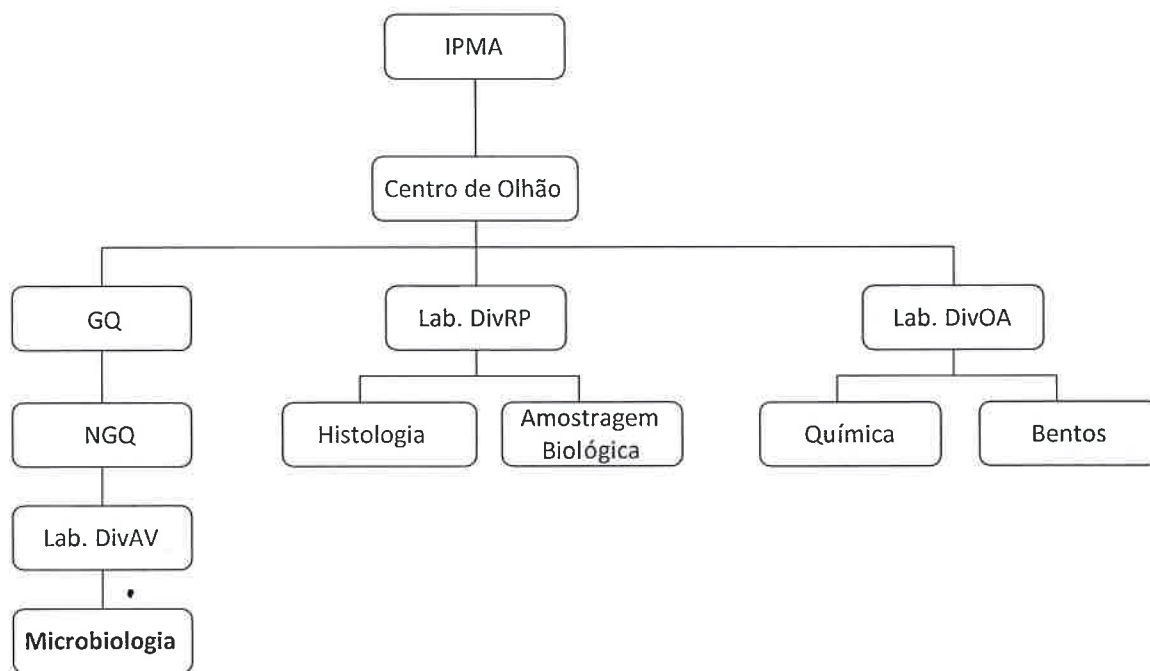 IPMA
Centro de Olhão
GQ
Lab. DivRP
Lab. DivOA
NGQ
Histologia
Amostragem
Biológica
Química
Bentos
Lab. DivAV
Microbiologia